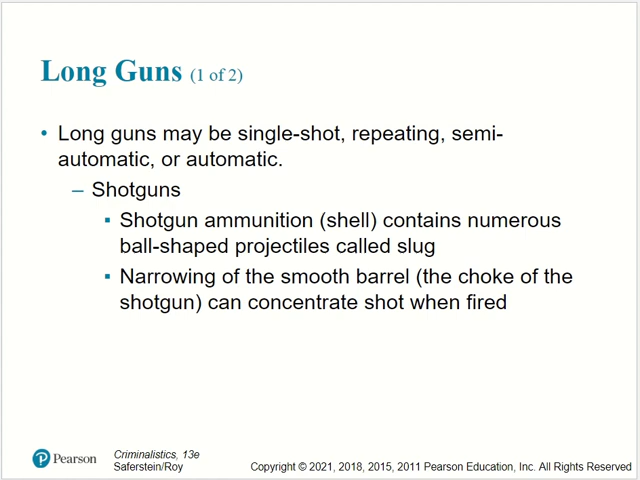 Long Guns (1 of 2)
• Long guns may be single-shot, repeating, semi-
automatic, or automatic.
– Shotguns
▪ Shotgun ammunition (shell) contains numerous
ball-shaped projectiles called slug
▪ Narrowing of the smooth barrel (the choke of the
shotgun) can concentrate shot when fired
Pearson
Criminalistics, 13e
Saferstein/Roy
Copyright © 2021, 2018, 2015, 2011 Pearson Education, Inc. All Rights Reserved